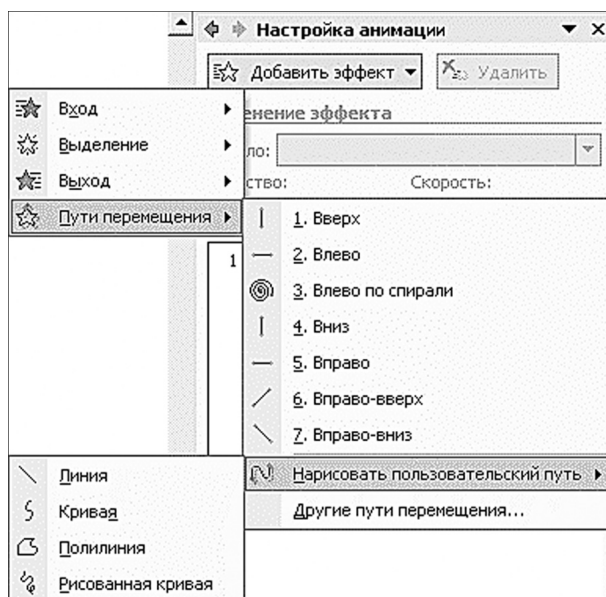 Настройка анимации
Добавить эффект
Удалить
Вход
Выделение
Выход
Пути перемещения
енение эффекта
ло:
ство:
Скорость:
1
1. Вверх
2. Влево
3. Влево по спирали
4. Вниз
5. Вправо
6. Вправо-вверх
7. Вправо-вниз
Нарисовать пользовательский путь
Другие пути перемещения...
Линия
Кривая
Полилиния
Рисованная кривая